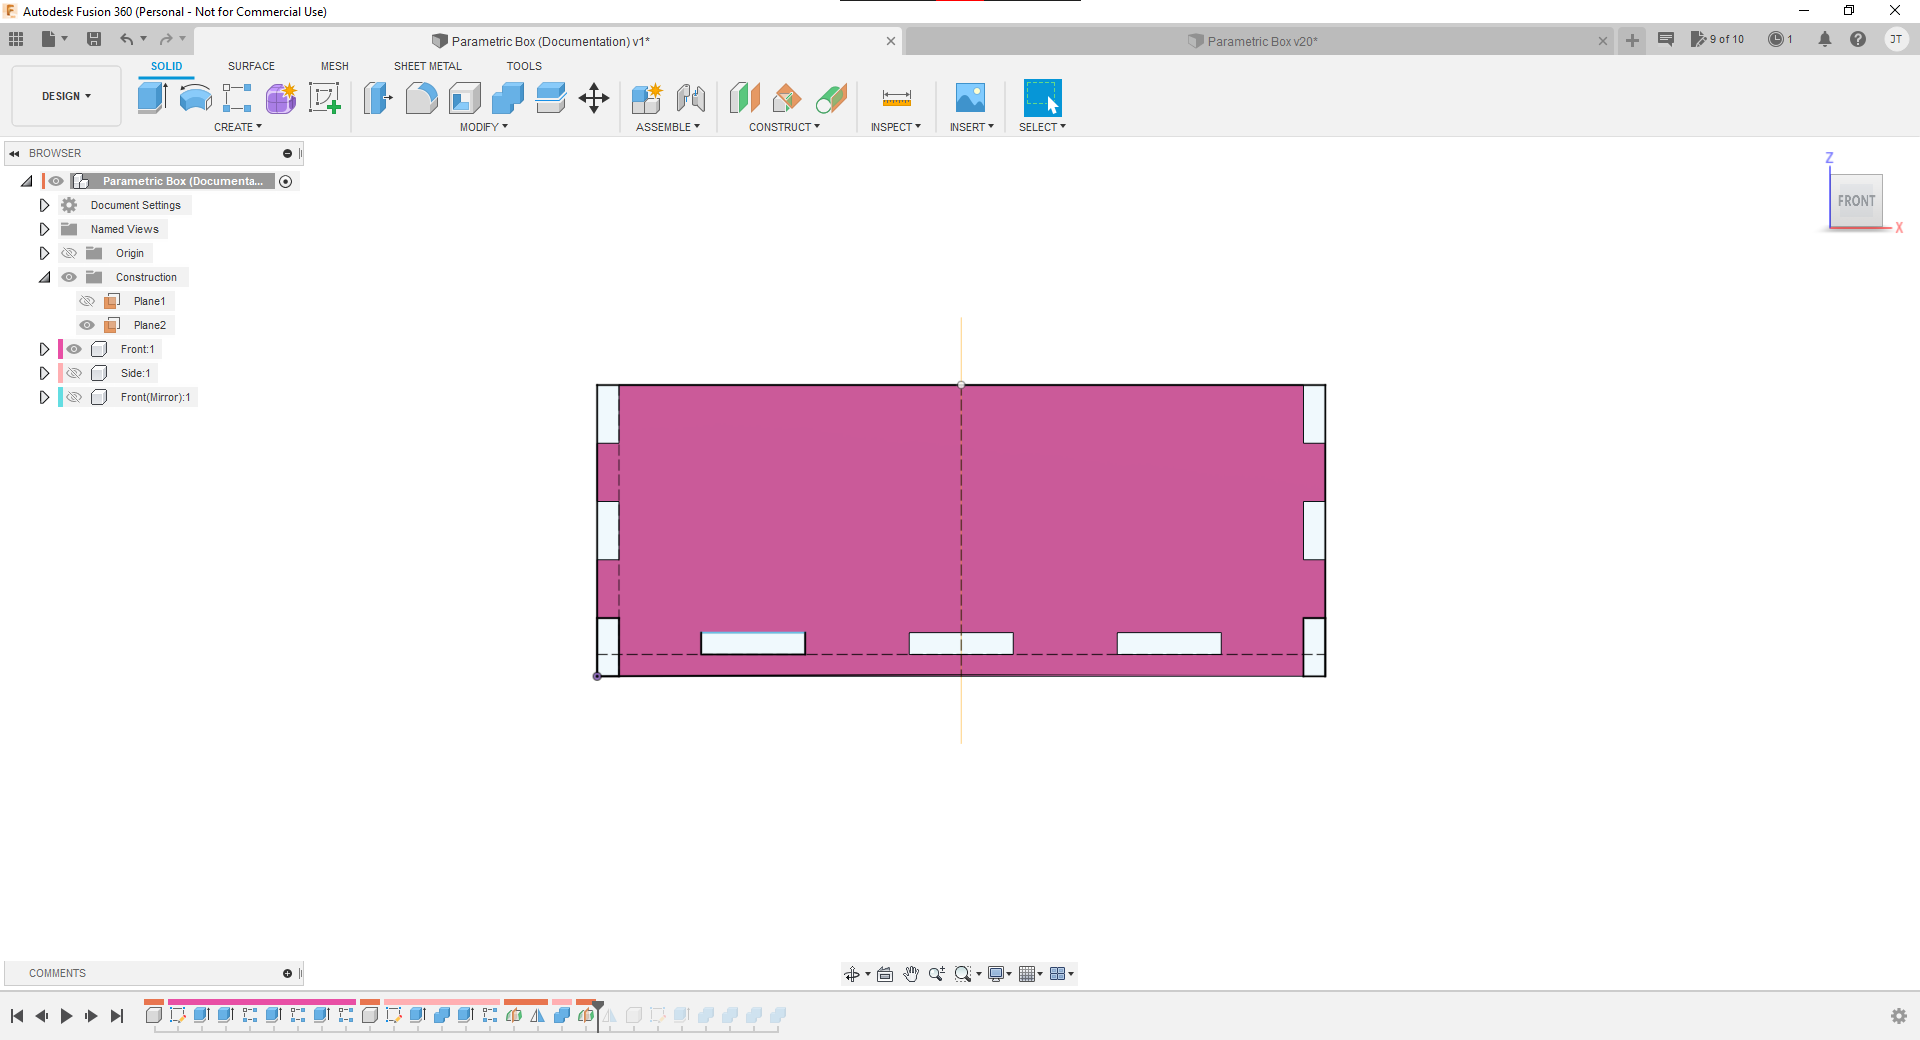 Autodesk Fusion 360 (Personal - Not for Commercial Use)
Parametric Box (Documentation) v1*
Parametric Box v20*
9 of 10
1
JT
DESIGN
SOLID
SURFACE
MESH
SHEET METAL
TOOLS
CREATE
MODIFY
ASSEMBLE
CONSTRUCT
INSPECT
INSERT
SELECT
BROWSER
Parametric Box (Documenta...
Document Settings
Named Views
Origin
Construction
Plane1
Plane2
Front:1
Side:1
Front(Mirror):1
Z
FRONT
X
COMMENTS